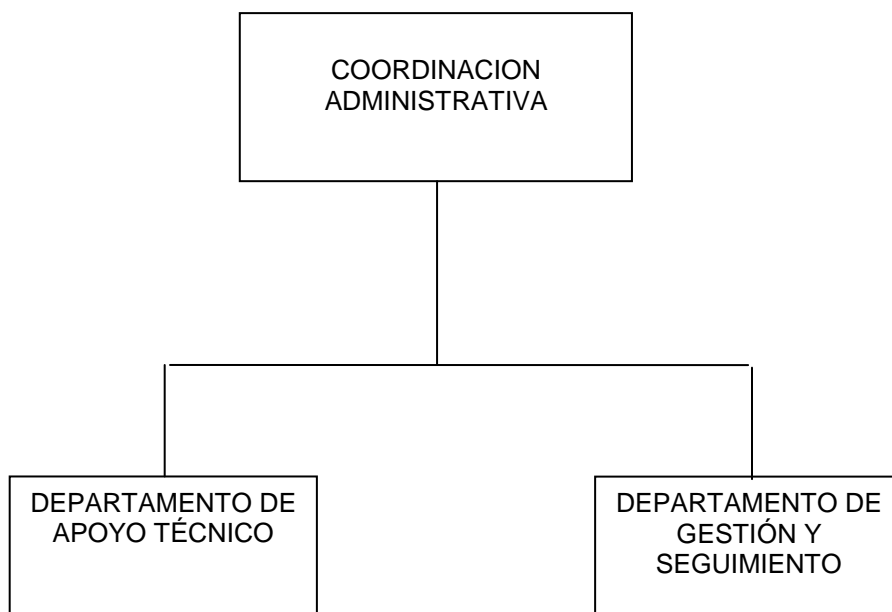 COORDINACION
ADMINISTRATIVA
DEPARTAMENTO DE
APOYO TÉCNICO
DEPARTAMENTO DE
GESTIÓN Y
SEGUIMIENTO